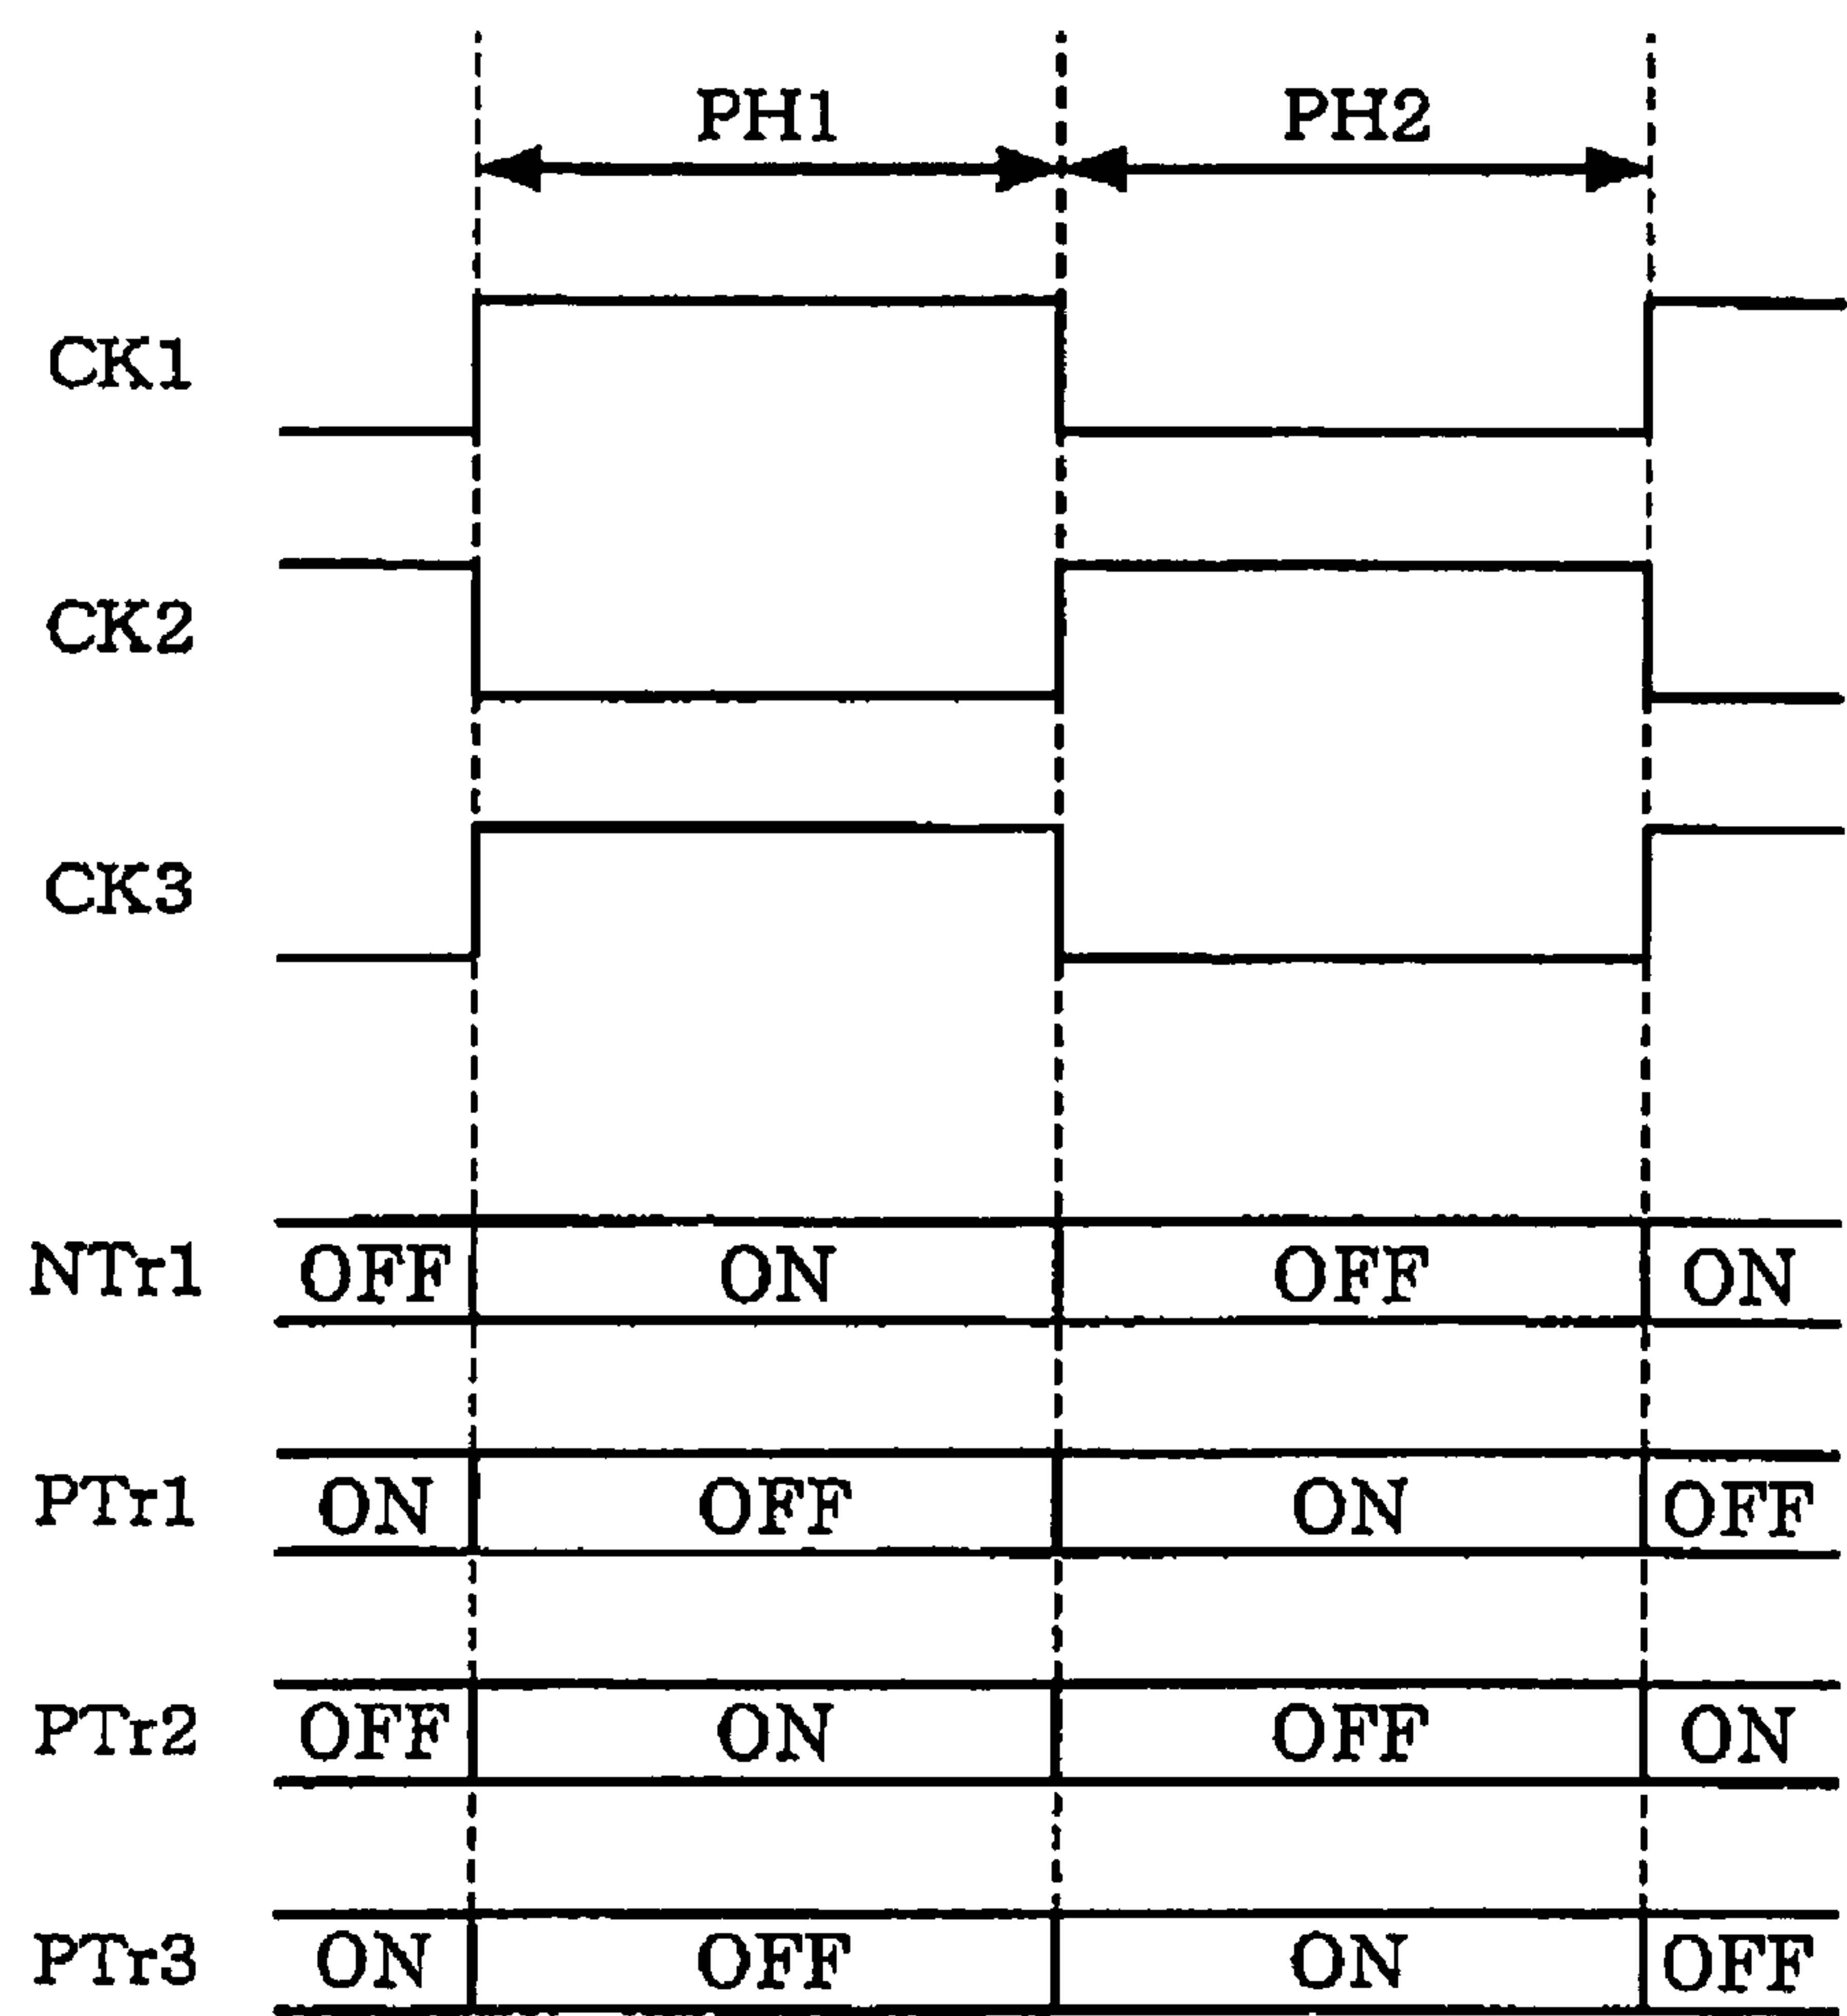 PH1 PH2
CK1
CK2
CK3
NTr1 OFF ON OFF ON
PTr1 ON OFF ON OFF
PTr2 OFF ON OFF ON
PTr3 ON OFF ON OFF